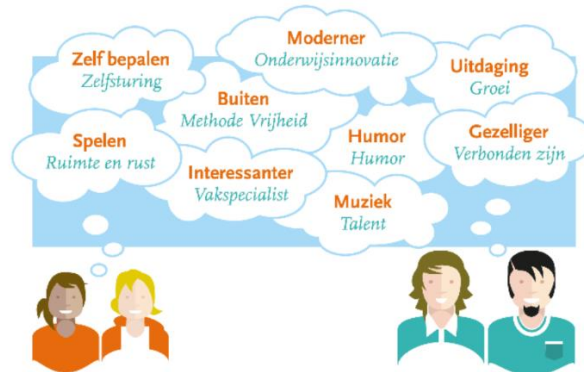 Zelf bepalen
Zelfsturing
Moderner
Onderwijsinnovatie
Uitdaging
Groei
Buiten
Methode Vrijheid
Spelen
Ruimte en rust
Humor
Humor
Gezelliger
Verbonden zijn
Interessanter
Vakspecialist
Muziek
Talent